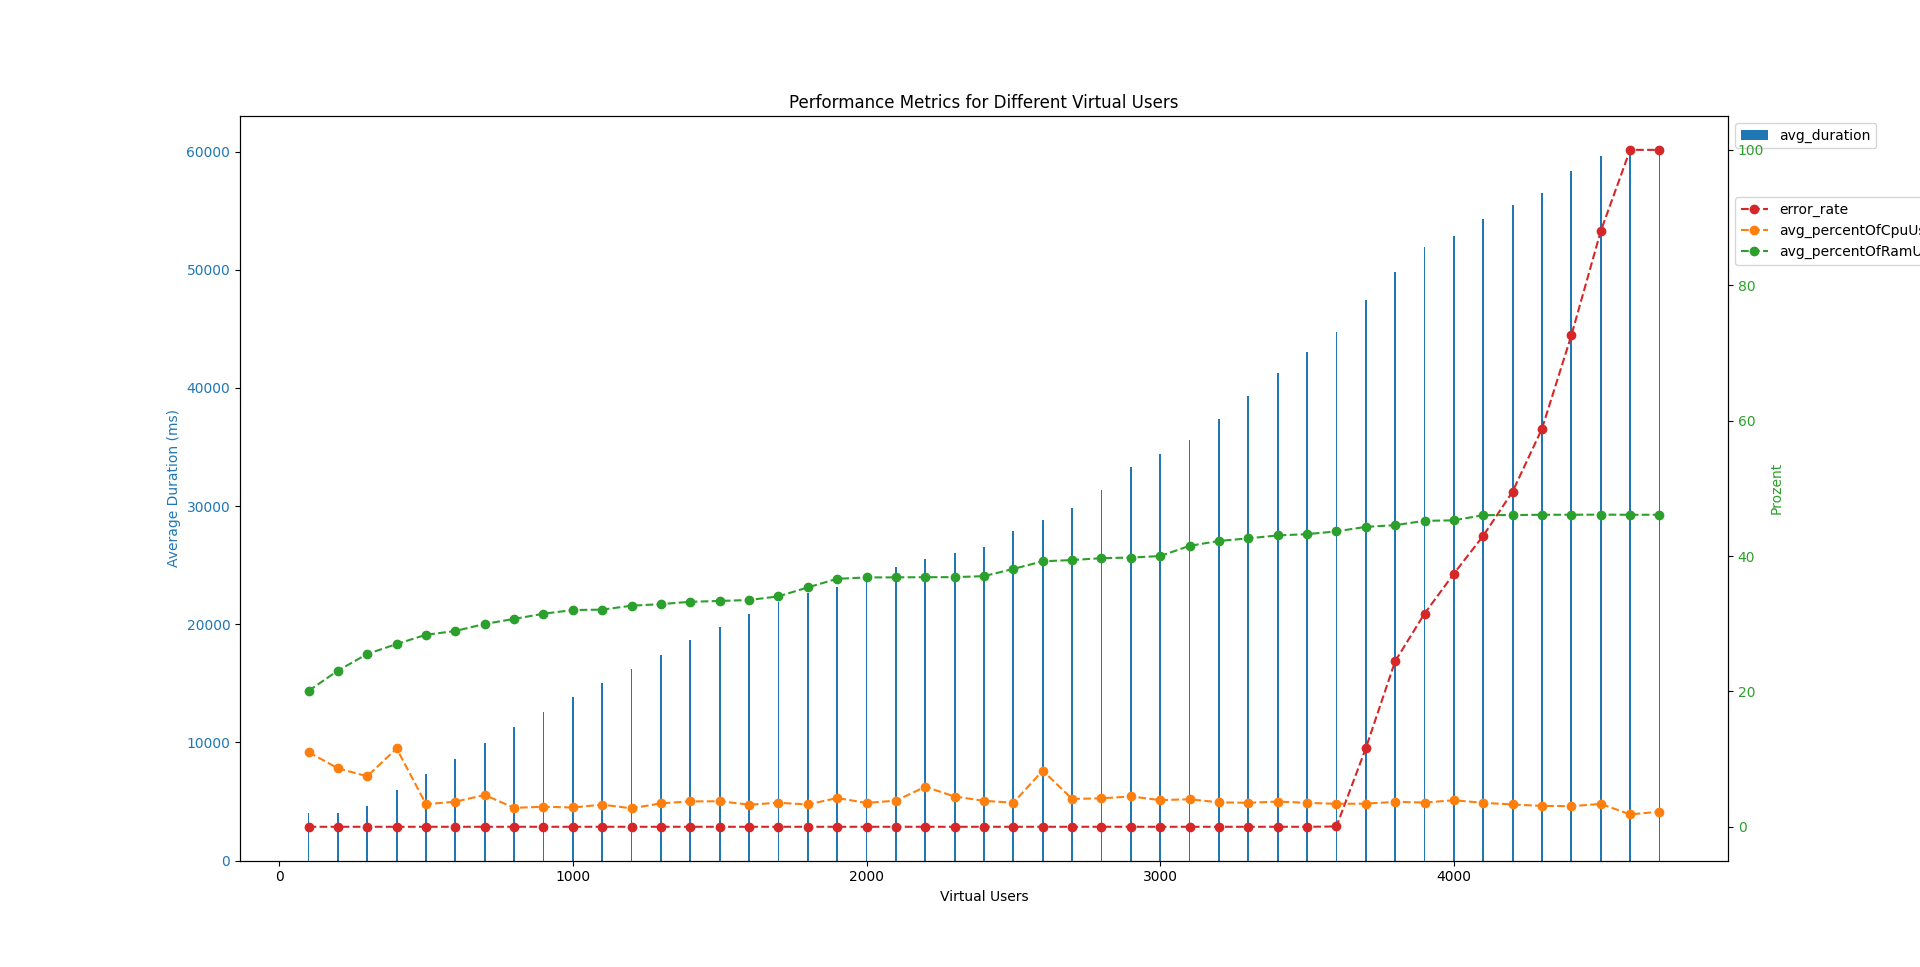 Performance Metrics for Different Virtual Users
avg_duration
error_rate
avg_percentOfCpuUs
avg_percentOfRamU
Average Duration (ms)
60000
50000
40000
30000
20000
10000
0
Prozent
100
80
60
40
20
0
0 1000 2000 3000 4000
Virtual Users